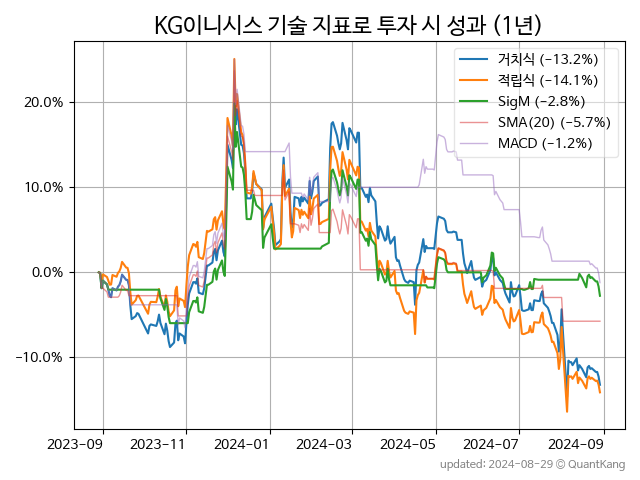 KG이니시스 기술 지표로 투자 시 성과 (1년)
거치식 (−13.2%)
적립식 (−14.1%)
SigM (−2.8%)
SMA(20) (−5.7%)
MACD (−1.2%)
20.0%
10.0%
0.0%
−10.0%
2023-09 2023-11 2024-01 2024-03 2024-05 2024-07 2024-09
updated: 2024-08-29 © QuantKang